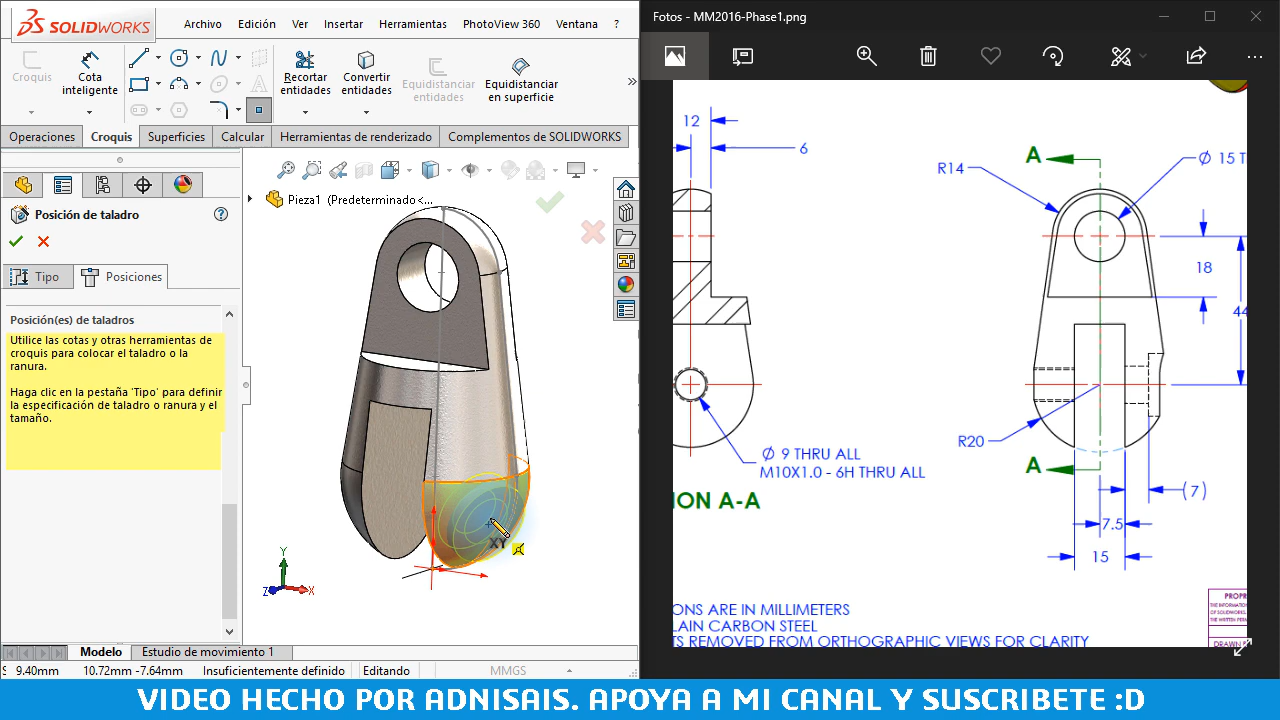 SOLIDWORKS
Archivo Edición Ver Insertar Herramientas PhotoView 360 Ventana ?
Croquis
Cota inteligente
Recortar entidades
Convertir entidades
Equidistanciar entidades
Equidistanciar en superficie
Operaciones Croquis Superficies Calcular Herramientas de renderizado Complementos de SOLIDWORKS
Pieza1 (Predeterminado <...
Posición de taladro
Tipo Posiciones
Posición(es) de taladros
Utilice las cotas y otras herramientas de
croquis para colocar el taladro o la
ranura.
Haga clic en la pestaña 'Tipo' para definir
la especificación de taladro o ranura y el
tamaño.
XY
Y
Z X
Modelo Estudio de movimiento 1
9.40mm 10.72mm -7.64mm Insuficientemente definido Editando MMGS
Fotos - MM2016-Phase1.png
12
6
A
R14
Ø 15 T
18
44
Ø 9 THRU ALL
M10X1.0 - 6H THRU ALL
R20
A
(7)
7.5
15
ION A-A
ONS ARE IN MILLIMETERS
LAIN CARBON STEEL
TS REMOVED FROM ORTHOGRAPHIC VIEWS FOR CLARITY
PROPR
THE INFORMATION
DRAWN
VIDEO HECHO POR ADNISAIS. APOYA A MI CANAL Y SUSCRIBETE :D